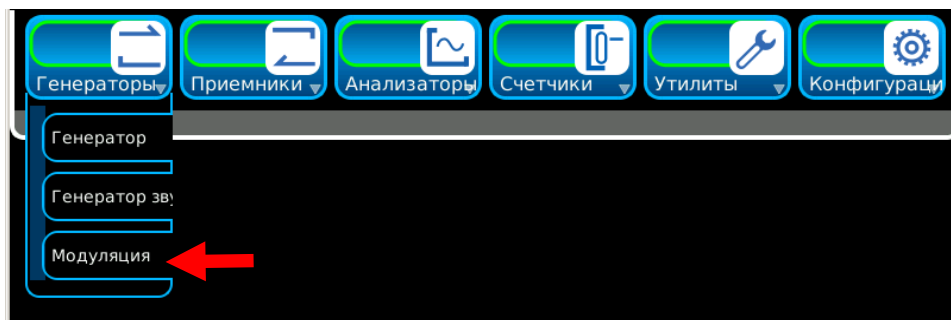 Генераторы Приемники Анализаторы Счетчики Утилиты Конфигураци
Генератор
Генератор зву
Модуляция